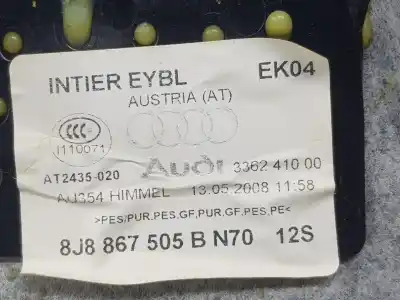 INTIER EYBL EK04
AUSTRIA (AT)
CCC
I110071
AT2435-020
Audi 3362 410 00
AU354 HIMMEL 13.05.2008 11:58
>PES/PUR.PES.GF,PUR.GF,PES,PE<
8J8 867 505 B N70 12S